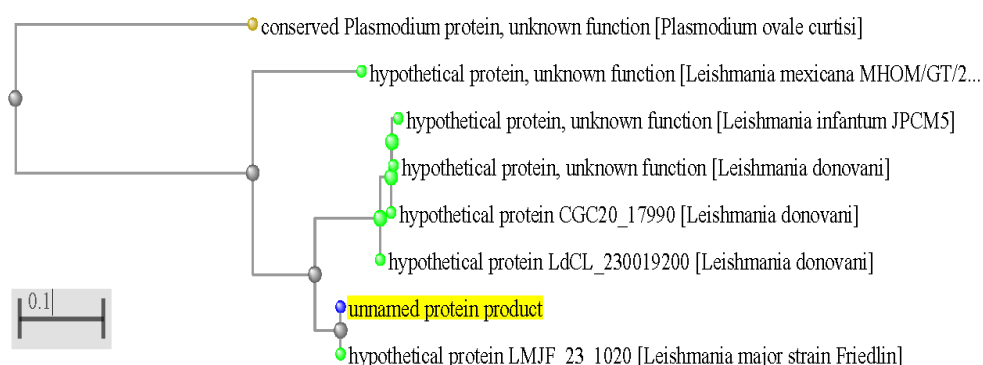 conserved Plasmodium protein, unknown function [Plasmodium ovale curtisi]
hypothetical protein, unknown function [Leishmania mexicana MHOM/GT/2...
hypothetical protein, unknown function [Leishmania infantum JPCM5]
hypothetical protein, unknown function [Leishmania donovani]
hypothetical protein CGC20_17990 [Leishmania donovani]
hypothetical protein LdCL_230019200 [Leishmania donovani]
0.1
unnamed protein product
hypothetical protein LMJF_23_1020 [Leishmania major strain Friedlin]